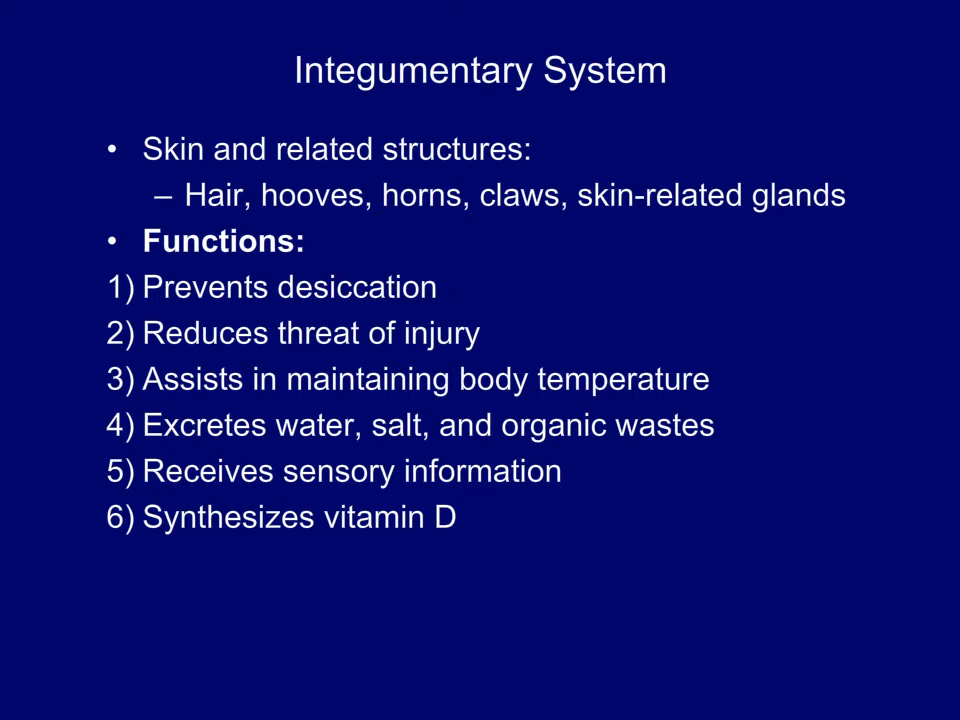 Integumentary System
• Skin and related structures:
– Hair, hooves, horns, claws, skin-related glands
• Functions:
1) Prevents desiccation
2) Reduces threat of injury
3) Assists in maintaining body temperature
4) Excretes water, salt, and organic wastes
5) Receives sensory information
6) Synthesizes vitamin D